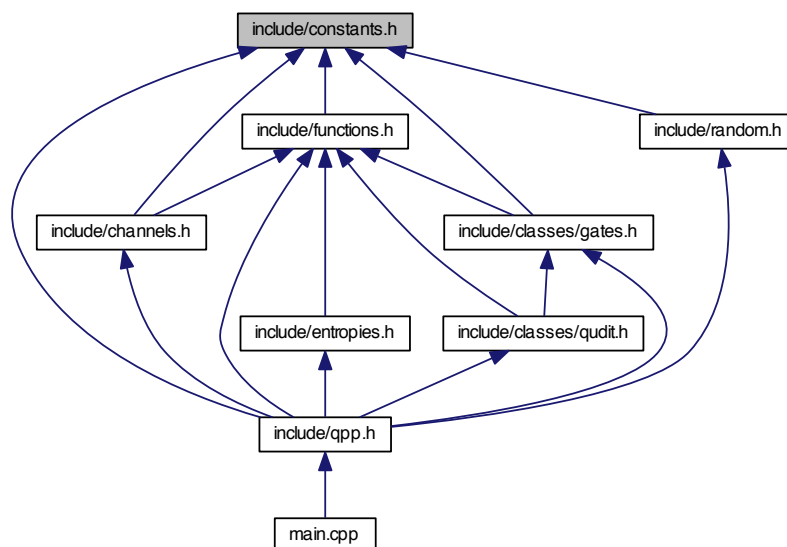 include/constants.h
include/functions.h
include/random.h
include/channels.h
include/classes/gates.h
include/entropies.h
include/classes/qudit.h
include/qpp.h
main.cpp